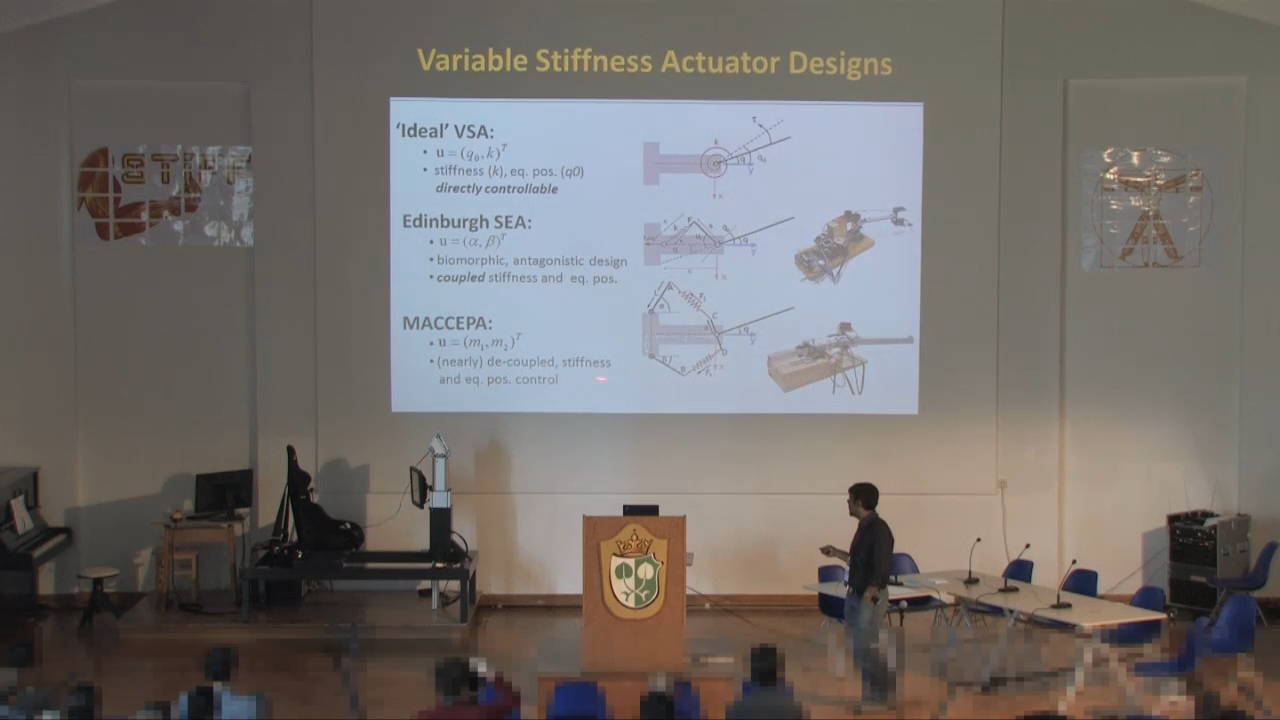 Variable Stiffness Actuator Designs
'Ideal' VSA:
• u = (q₀, k)ᵀ
• stiffness (k), eq. pos. (q0)
directly controllable
Edinburgh SEA:
• u = (α, β)ᵀ
• biomorphic, antagonistic design
• coupled stiffness and eq. pos.
MACCEPA:
• u = (m₁, m₂)ᵀ
• (nearly) de-coupled, stiffness
and eq. pos. control
STIFF